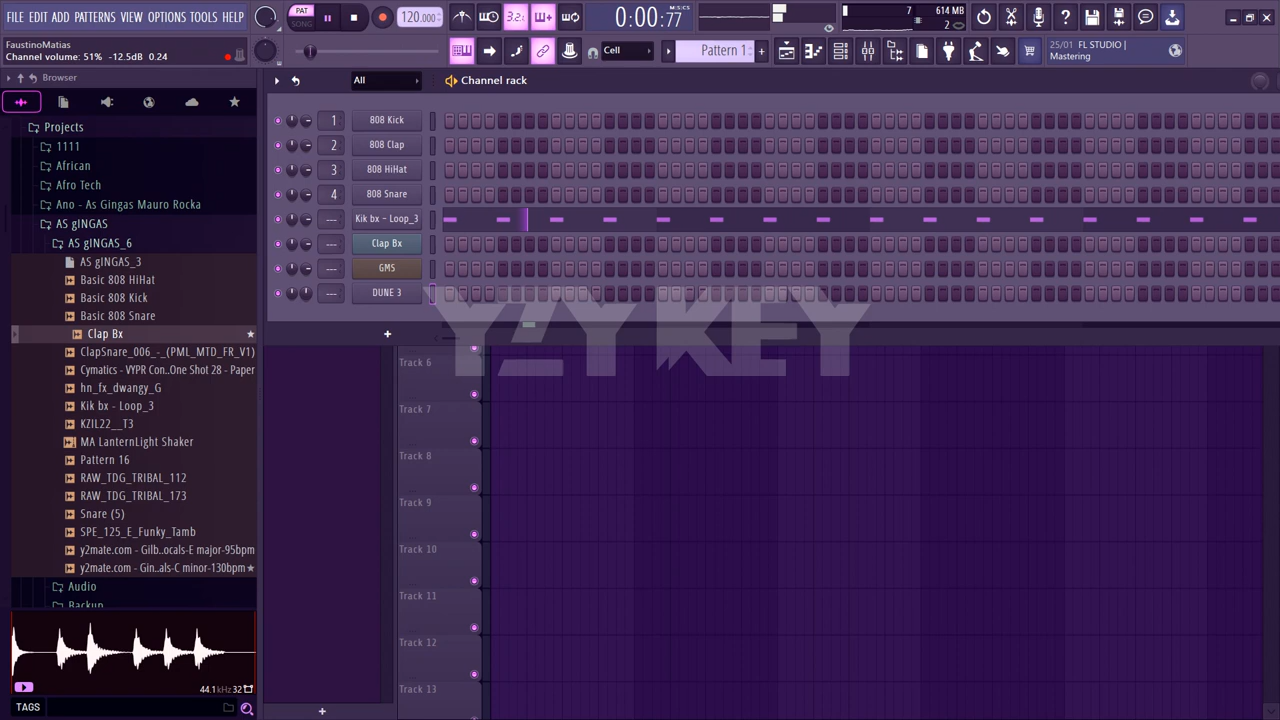 FILE EDIT ADD PATTERNS VIEW OPTIONS TOOLS HELP
PAT
SONG
120.000
3.2.
0:00:77
M:S:CS
7
614 MB
2
FaustinoMatias
Channel volume: 51% -12.5dB 0.24
Cell
Pattern 1
25/01 FL STUDIO |
Mastering
Browser
All
Channel rack
Projects
1111
African
Afro Tech
Ano - As Gingas Mauro Rocka
AS gINGAS
AS gINGAS_6
AS gINGAS_3
Basic 808 HiHat
Basic 808 Kick
Basic 808 Snare
Clap Bx
ClapSnare_006_-_(PML_MTD_FR_V1)
Cymatics - VYPR Con..One Shot 28 - Paper
hn_fx_dwangy_G
Kik bx - Loop_3
KZIL22__T3
MA LanternLight Shaker
Pattern 16
RAW_TDG_TRIBAL_112
RAW_TDG_TRIBAL_173
Snare (5)
SPE_125_E_Funky_Tamb
y2mate.com - Gilb..ocals-E major-95bpm
y2mate.com - Gin..als-C minor-130bpm
Audio
Backup
44.1 kHz 32
TAGS
1 808 Kick
2 808 Clap
3 808 HiHat
4 808 Snare
--- Kik bx - Loop_3
--- Clap Bx
--- GMS
--- DUNE 3
YZYKEY
Track 6
Track 7
Track 8
Track 9
Track 10
Track 11
Track 12
Track 13